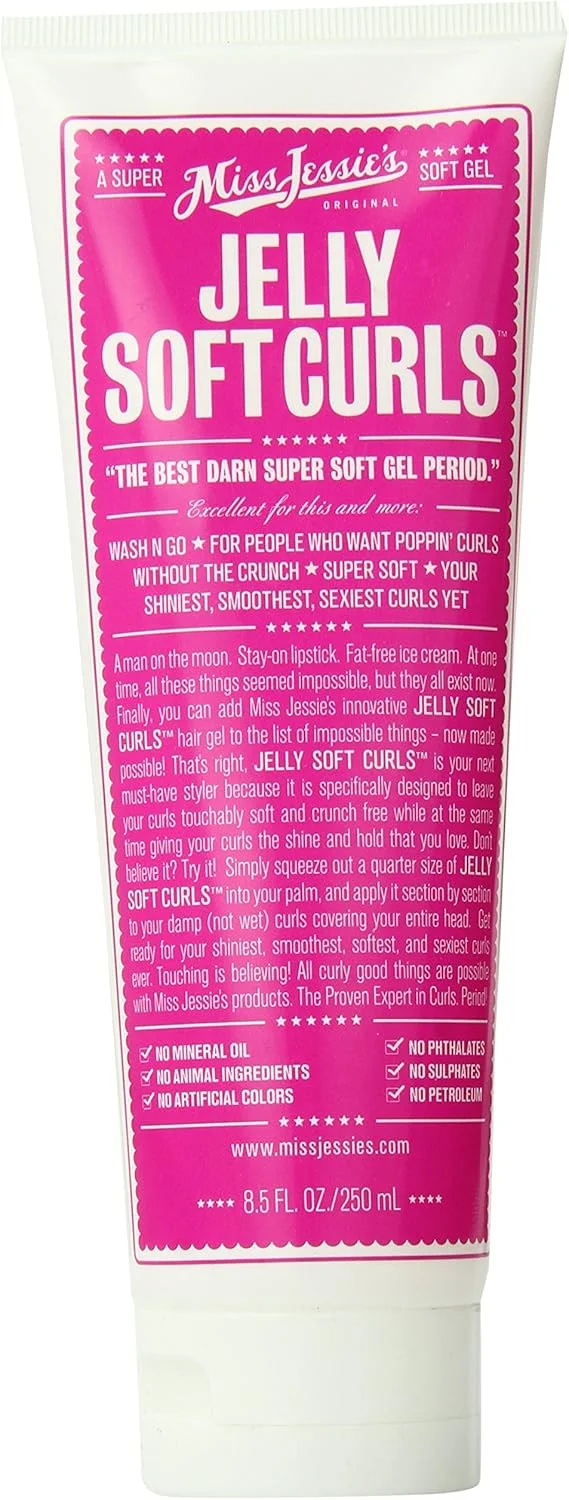 ★★★★★ Miss Jessie's® ★★★★★
A SUPER ORIGINAL SOFT GEL
JELLY
SOFT CURLS™
★★★★★★
"THE BEST DARN SUPER SOFT GEL PERIOD."
Excellent for this and more:
WASH N GO ★ FOR PEOPLE WHO WANT POPPIN' CURLS
WITHOUT THE CRUNCH ★ SUPER SOFT ★ YOUR
SHINIEST, SMOOTHEST, SEXIEST CURLS YET
★★★★★★
A man on the moon. Stay-on lipstick. Fat-free ice cream. At one
time, all these things seemed impossible, but they all exist now.
Finally, you can add Miss Jessie's innovative JELLY SOFT
CURLS™ hair gel to the list of impossible things – now made
possible! That's right, JELLY SOFT CURLS™ is your next
must-have styler because it is specifically designed to leave
your curls touchably soft and crunch free while at the same
time giving your curls the shine and hold that you love. Don't
believe it? Try it! Simply squeeze out a quarter size of JELLY
SOFT CURLS™ into your palm, and apply it section by section
to your damp (not wet) curls covering your entire head. Get
ready for your shiniest, smoothest, softest, and sexiest curls
ever. Touching is believing! All curly good things are possible
with Miss Jessie's products. The Proven Expert in Curls. Period!
★★★★★★
NO MINERAL OIL NO PHTHALATES
NO ANIMAL INGREDIENTS NO SULPHATES
NO ARTIFICIAL COLORS NO PETROLEUM
★★★★★★
www.missjessies.com
★★★★ 8.5 FL. OZ./250 mL ★★★★